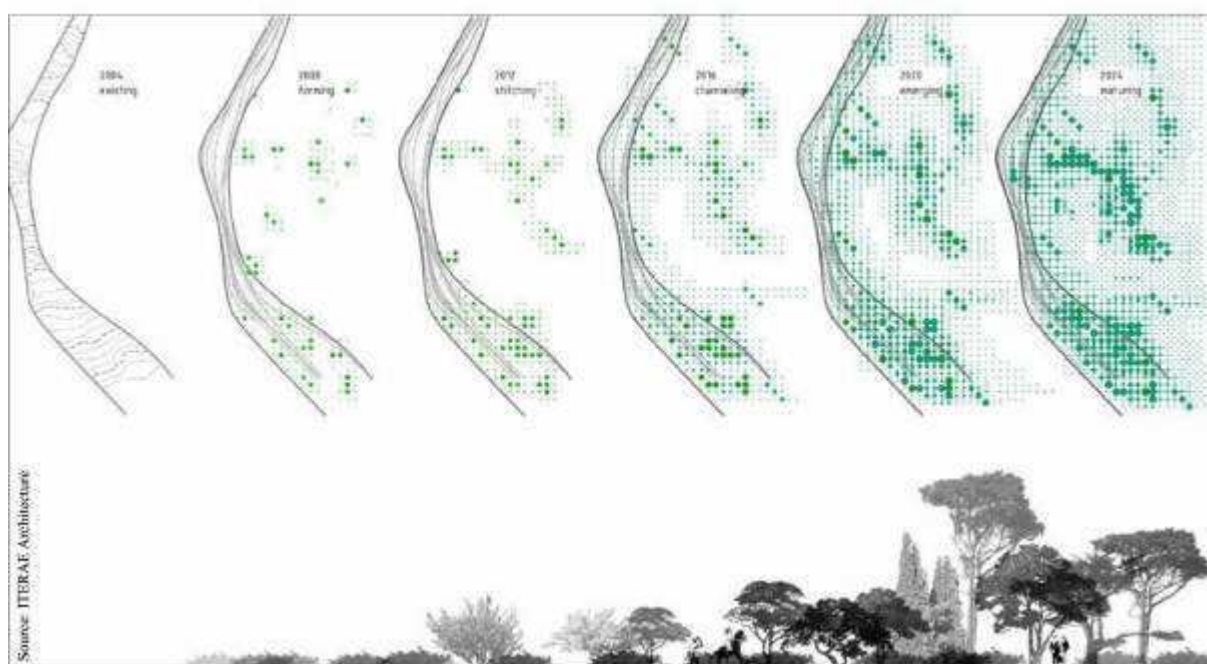 2004
existing
2008
forming
2012
stitching
2016
channeling
2020
emerging
2024
maturing
Source: ITERAE Architecture